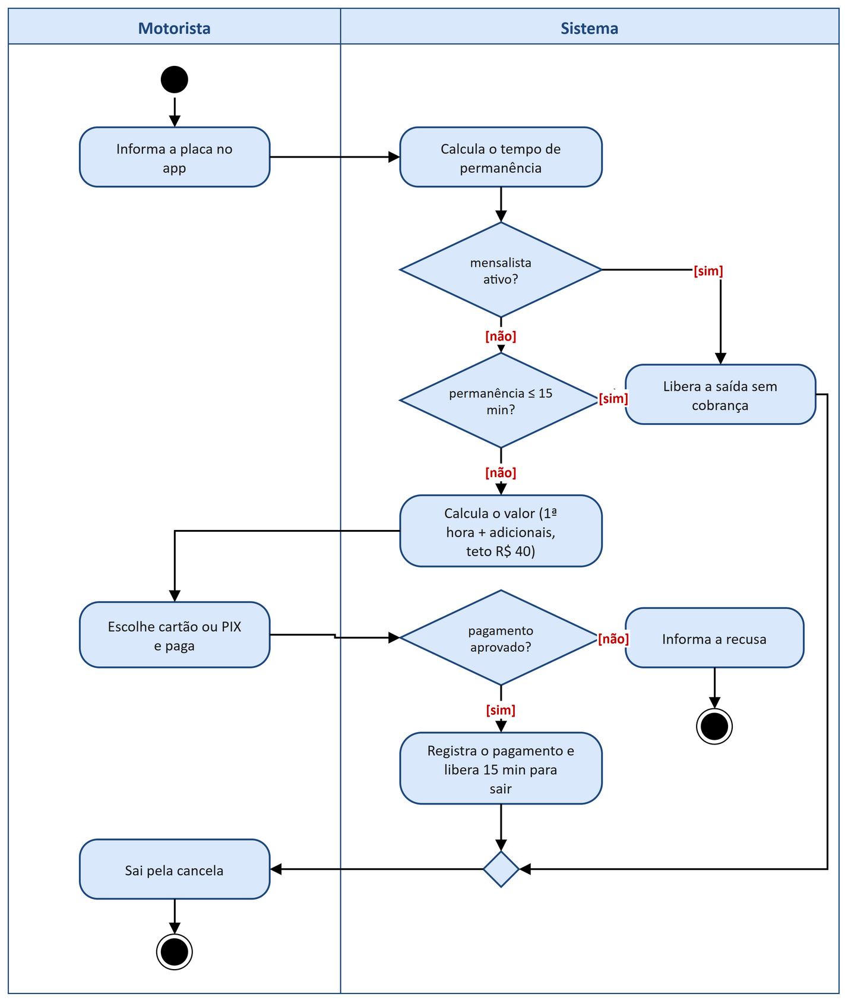 Motorista
Sistema
Informa a placa no
app
Calcula o tempo de
permanência
mensalista
ativo?
[sim]
[não]
permanência ≤ 15
min?
[sim]
Libera a saída sem
cobrança
[não]
Calcula o valor (1ª
hora + adicionais,
teto R$ 40)
Escolhe cartão ou PIX
e paga
pagamento
aprovado?
[não]
Informa a recusa
[sim]
Registra o pagamento e
libera 15 min para
sair
Sai pela cancela